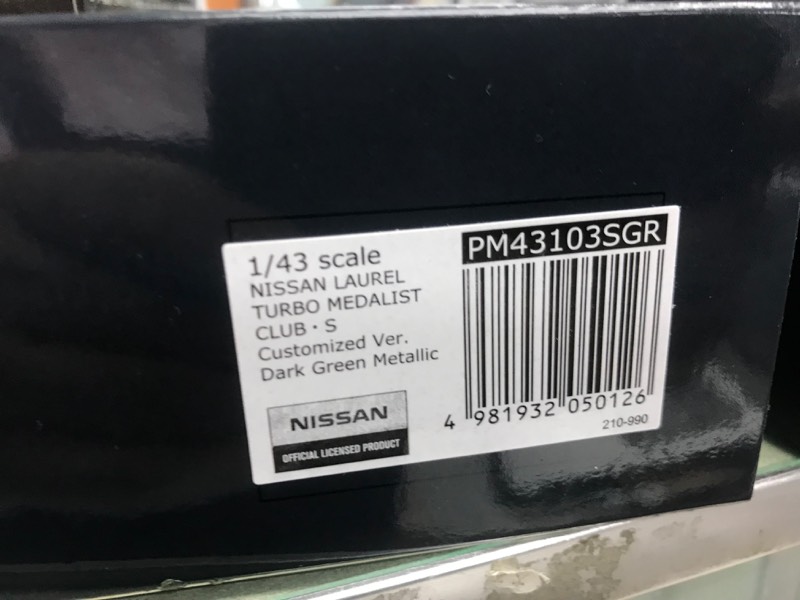 1/43 scale
NISSAN LAUREL
TURBO MEDALIST
CLUB・S
Customized Ver.
Dark Green Metallic
NISSAN
OFFICIAL LICENSED PRODUCT
PM43103SGR
4 981932 050126
210-990